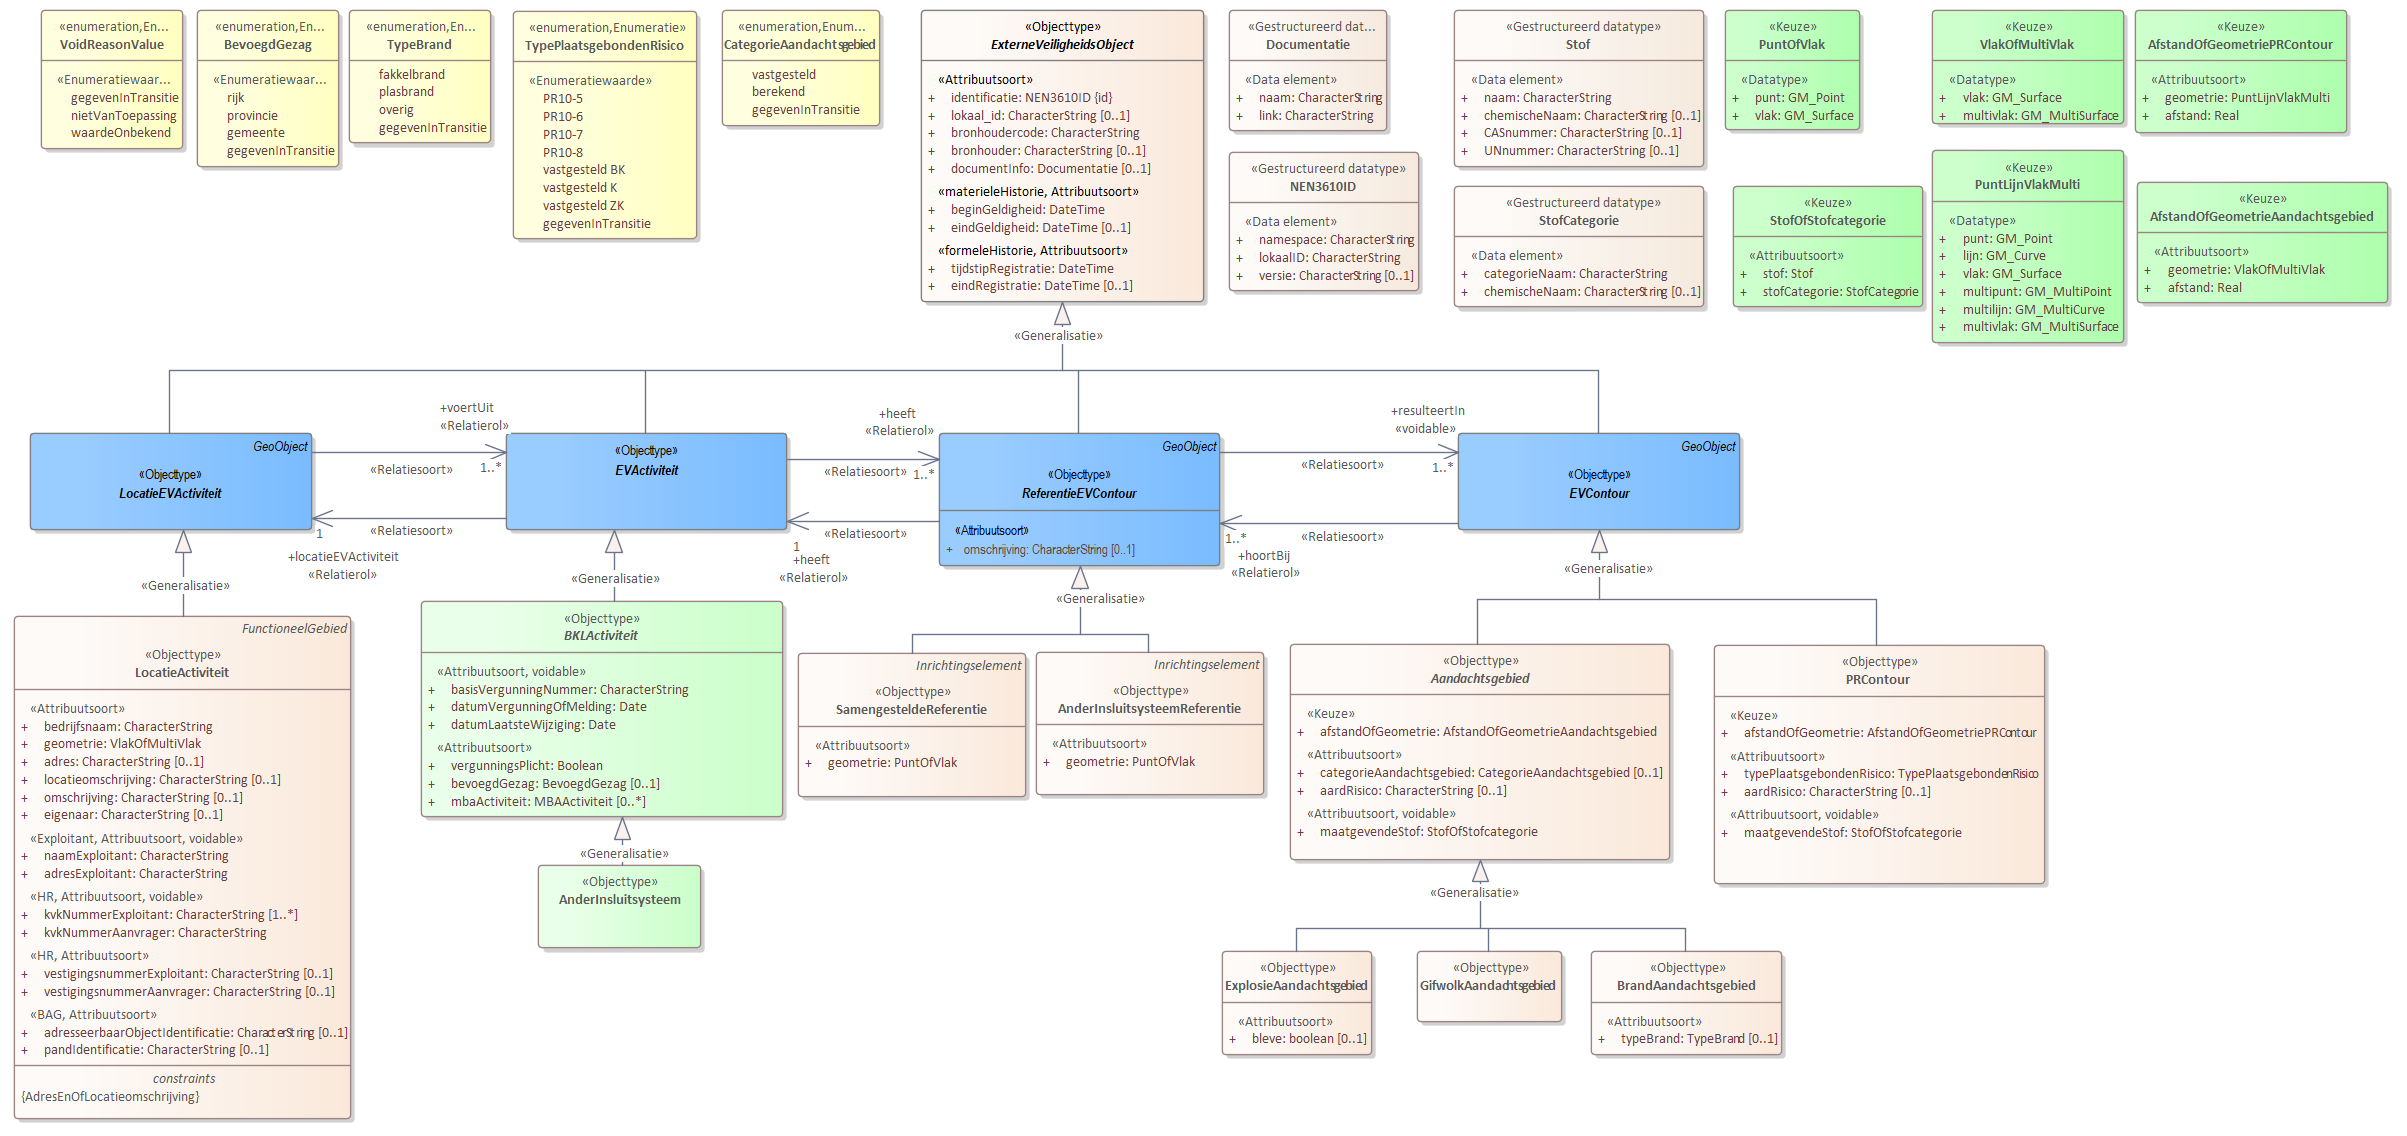 «enumeration,En...
VoidReasonValue
«Enumeratiewaar...
gegevenInTransitie
nietVanToepassing
waardeOnbekend
«enumeration,En...
BevoegdGezag
«Enumeratiewaar...
rijk
provincie
gemeente
gegevenInTransitie
«enumeration,En...
TypeBrand
fakkelbrand
plasbrand
overig
gegevenInTransitie
«enumeration,Enumeratie»
TypePlaatsgebondenRisico
«Enumeratiewaarde»
PR10-5
PR10-6
PR10-7
PR10-8
vastgesteld BK
vastgesteld K
vastgesteld ZK
gegevenInTransitie
«enumeration,Enum...
CategorieAandachtsgebied
vastgesteld
berekend
gegevenInTransitie
«Objecttype»
ExterneVeiligheidsObject
«Attribuutsoort»
+ identificatie: NEN3610ID {id}
+ lokaal_id: CharacterString [0..1]
+ bronhoudercode: CharacterString
+ bronhouder: CharacterString [0..1]
+ documentInfo: Documentatie [0..1]
«materieleHistorie, Attribuutsoort»
+ beginGeldigheid: DateTime
+ eindGeldigheid: DateTime [0..1]
«formeleHistorie, Attribuutsoort»
+ tijdstipRegistratie: DateTime
+ eindRegistratie: DateTime [0..1]
«Gestructureerd dat...
Documentatie
«Data element»
+ naam: CharacterString
+ link: CharacterString
«Gestructureerd datatype»
NEN3610ID
«Data element»
+ namespace: CharacterString
+ lokaalID: CharacterString
+ versie: CharacterString [0..1]
«Gestructureerd datatype»
Stof
«Data element»
+ naam: CharacterString
+ chemischeNaam: CharacterString [0..1]
+ CASnummer: CharacterString [0..1]
+ UNnummer: CharacterString [0..1]
«Gestructureerd datatype»
StofCategorie
«Data element»
+ categorieNaam: CharacterString
+ chemischeNaam: CharacterString [0..1]
«Keuze»
PuntOfVlak
«Datatype»
+ punt: GM_Point
+ vlak: GM_Surface
«Keuze»
StofOfStofcategorie
«Attribuutsoort»
+ stof: Stof
+ stofCategorie: StofCategorie
«Keuze»
VlakOfMultiVlak
«Datatype»
+ vlak: GM_Surface
+ multivlak: GM_MultiSurface
«Keuze»
PuntLijnVlakMulti
«Datatype»
+ punt: GM_Point
+ lijn: GM_Curve
+ vlak: GM_Surface
+ multipunt: GM_MultiPoint
+ multilijn: GM_MultiCurve
+ multivlak: GM_MultiSurface
«Keuze»
AfstandOfGeometriePRContour
«Attribuutsoort»
+ geometrie: PuntLijnVlakMulti
+ afstand: Real
«Keuze»
AfstandOfGeometrieAandachtsgebied
«Attribuutsoort»
+ geometrie: VlakOfMultiVlak
+ afstand: Real
«Generalisatie»
GeoObject
«Objecttype»
LocatieEVActiviteit
+voertUit
«Relatierol»
1..*
«Relatiesoort»
«Relatiesoort»
1
+locatieEVActiviteit
«Relatierol»
«Objecttype»
EVActiviteit
+heeft
«Relatierol»
«Relatiesoort»
1..*
«Relatiesoort»
1
+heeft
«Relatierol»
GeoObject
«Objecttype»
ReferentieEVContour
«Attribuutsoort»
+ omschrijving: CharacterString [0..1]
+resulteertIn
«voidable»
«Relatiesoort»
1..*
«Relatiesoort»
1..*
+hoortBij
«Relatierol»
GeoObject
«Objecttype»
EVContour
«Generalisatie»
«Generalisatie»
«Generalisatie»
«Generalisatie»
FunctioneelGebied
«Objecttype»
LocatieActiviteit
«Attribuutsoort»
+ bedrijfsnaam: CharacterString
+ geometrie: VlakOfMultiVlak
+ adres: CharacterString [0..1]
+ locatieomschrijving: CharacterString [0..1]
+ omschrijving: CharacterString [0..1]
+ eigenaar: CharacterString [0..1]
«Exploitant, Attribuutsoort, voidable»
+ naamExploitant: CharacterString
+ adresExploitant: CharacterString
«HR, Attribuutsoort, voidable»
+ kvkNummerExploitant: CharacterString [1..*]
+ kvkNummerAanvrager: CharacterString
«HR, Attribuutsoort»
+ vestigingsnummerExploitant: CharacterString [0..1]
+ vestigingsnummerAanvrager: CharacterString [0..1]
«BAG, Attribuutsoort»
+ adresseerbaarObjectIdentificatie: CharacterString [0..1]
+ pandIdentificatie: CharacterString [0..1]
constraints
{AdresEnOfLocatieomschrijving}
«Objecttype»
BKLActiviteit
«Attribuutsoort, voidable»
+ basisVergunningNummer: CharacterString
+ datumVergunningOfMelding: Date
+ datumLaatsteWijziging: Date
«Attribuutsoort»
+ vergunningsPlicht: Boolean
+ bevoegdGezag: BevoegdGezag [0..1]
+ mbaActiviteit: MBAActiviteit [0..*]
«Generalisatie»
«Objecttype»
AnderInsluitsysteem
Inrichtingselement
«Objecttype»
SamengesteldeReferentie
«Attribuutsoort»
+ geometrie: PuntOfVlak
Inrichtingselement
«Objecttype»
AnderInsluitsysteemReferentie
«Attribuutsoort»
+ geometrie: PuntOfVlak
«Objecttype»
Aandachtsgebied
«Keuze»
+ afstandOfGeometrie: AfstandOfGeometrieAandachtsgebied
«Attribuutsoort»
+ categorieAandachtsgebied: CategorieAandachtsgebied [0..1]
+ aardRisico: CharacterString [0..1]
«Attribuutsoort, voidable»
+ maatgevendeStof: StofOfStofcategorie
«Objecttype»
PRContour
«Keuze»
+ afstandOfGeometrie: AfstandOfGeometriePRContour
«Attribuutsoort»
+ typePlaatsgebondenRisico: TypePlaatsgebondenRisico
+ aardRisico: CharacterString [0..1]
«Attribuutsoort, voidable»
+ maatgevendeStof: StofOfStofcategorie
«Generalisatie»
«Objecttype»
ExplosieAandachtsgebied
«Attribuutsoort»
+ bleve: boolean [0..1]
«Objecttype»
GifwolkAandachtsgebied
«Objecttype»
BrandAandachtsgebied
«Attribuutsoort»
+ typeBrand: TypeBrand [0..1]